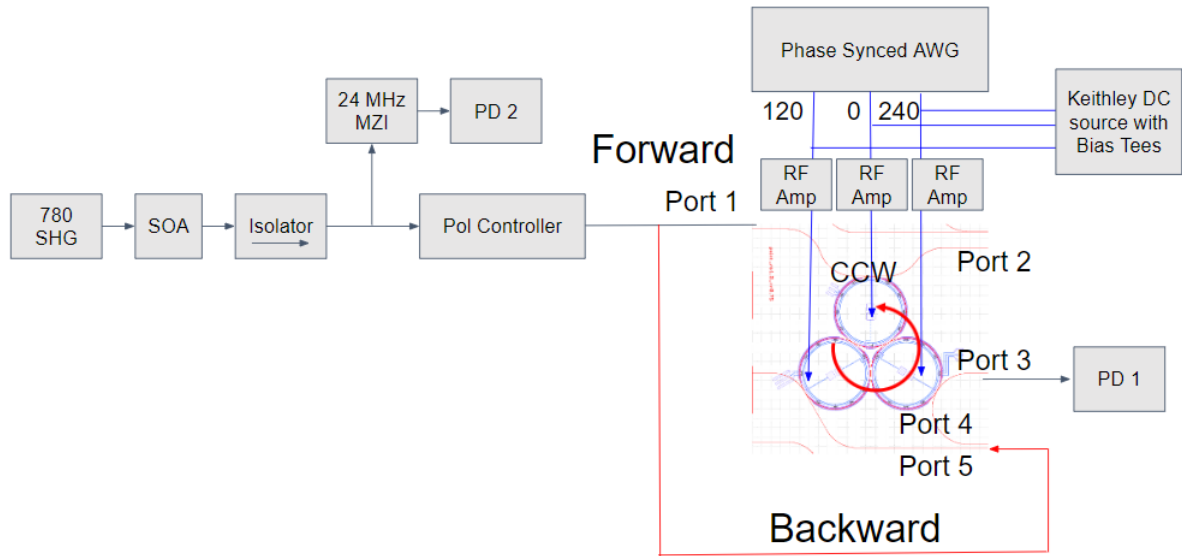 Phase Synced AWG
24 MHz
MZI
PD 2
120
0
240
Keithley DC
source with
Bias Tees
Forward
RF
Amp
RF
Amp
RF
Amp
Port 1
780
SHG
SOA
Isolator
Pol Controller
CCW
Port 2
Port 3
PD 1
Port 4
Port 5
Backward